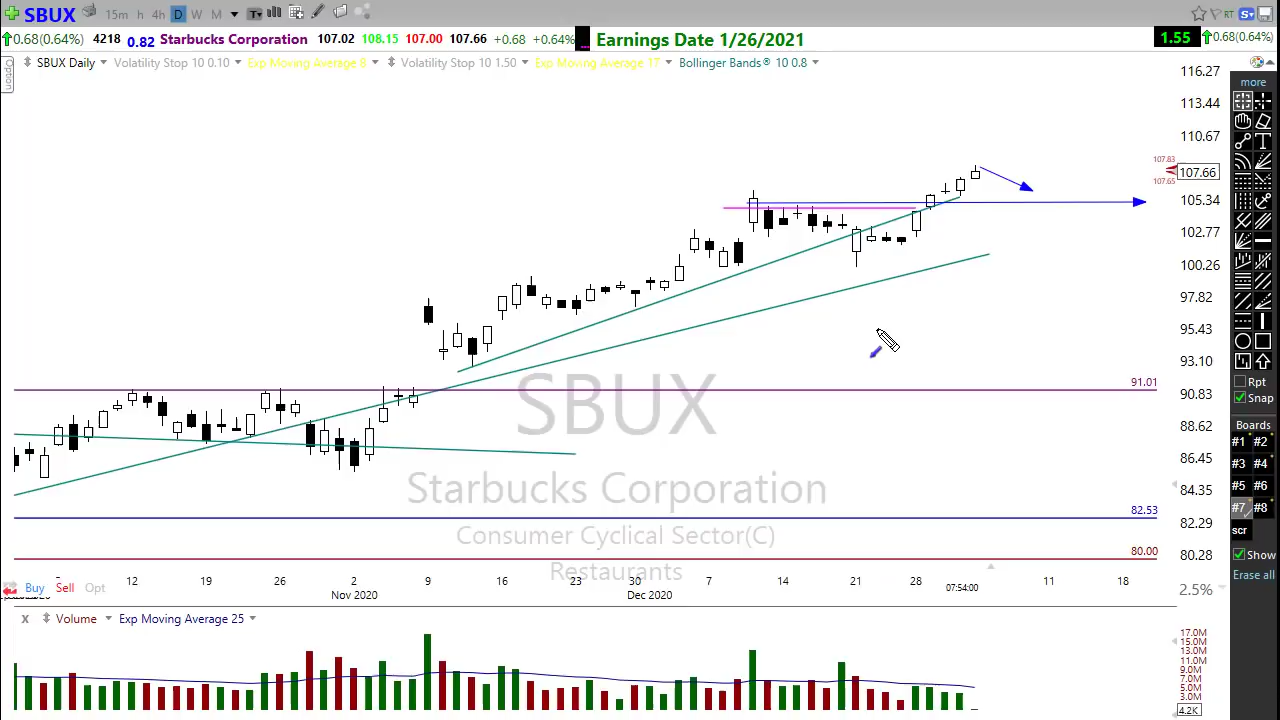 SBUX 15m h 4h D W M T RT S
0.68(0.64%) 4218 0.82 Starbucks Corporation 107.02 108.15 107.00 107.66 +0.68 +0.64% Earnings Date 1/26/2021 1.55 0.68(0.64%)
Option SBUX Daily Volatility Stop 10 0.10 Exp Moving Average 8 Volatility Stop 10 1.50 Exp Moving Average 17 Bollinger Bands® 10 0.8
116.27
113.44
110.67
107.83
107.66
107.65
105.34
102.77
100.26
97.82
95.43
93.10
91.01
90.83
88.62
86.45
84.35
82.53
82.29
80.00
80.28
SBUX
Starbucks Corporation
Consumer Cyclical Sector(C)
Restaurants
12 19 26 2 9 16 23 30 7 14 21 28 07:54:00 11 18
Nov 2020 Dec 2020
Buy Sell Opt 2.5%
x Volume Exp Moving Average 25
17.0M
15.0M
13.0M
11.0M
9.0M
7.0M
5.0M
3.0M
4.2K
more
T
Rpt
Snap
Boards
#1 #2
#3 #4
#5 #6
#7 #8
scr
Show
Erase all